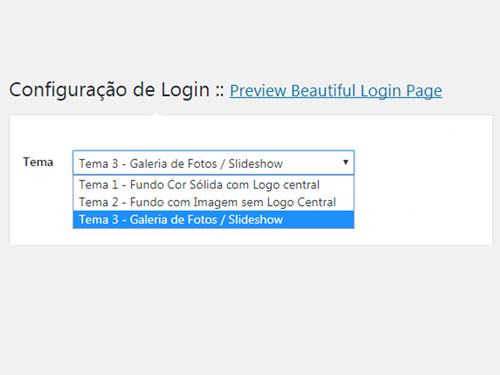 Configuração de Login :: Preview Beautiful Login Page
Tema Tema 3 - Galeria de Fotos / Slideshow
Tema 1 - Fundo Cor Sólida com Logo central
Tema 2 - Fundo com Imagem sem Logo Central
Tema 3 - Galeria de Fotos / Slideshow